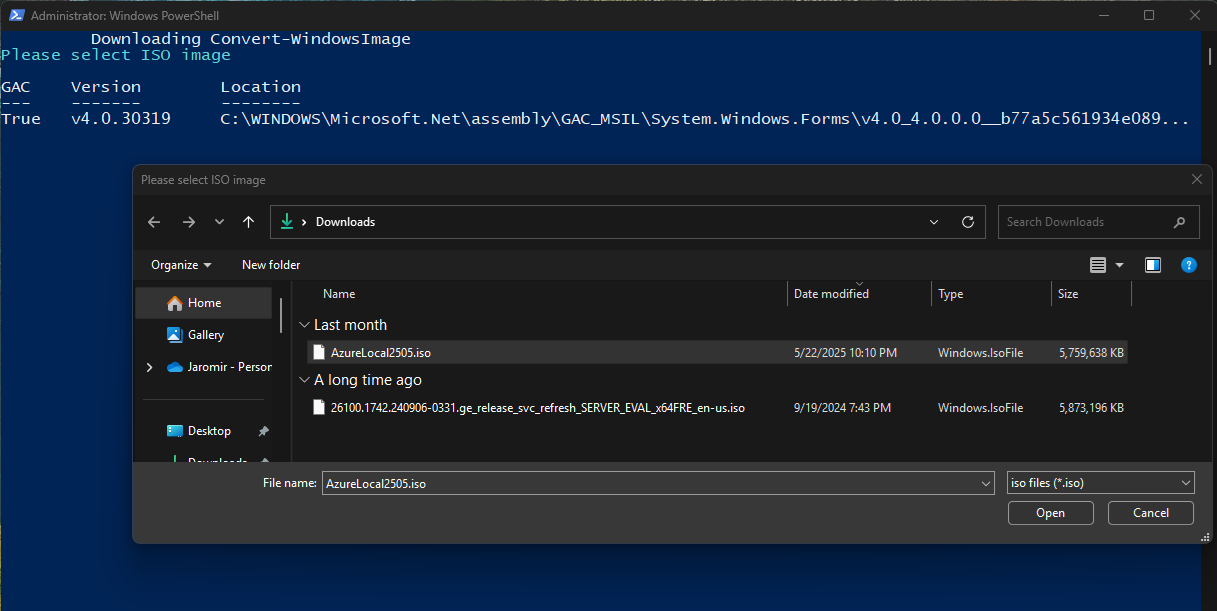 Administrator: Windows PowerShell
Downloading Convert-WindowsImage
Please select ISO image
GAC Version Location
--- ------- --------
True v4.0.30319 C:\WINDOWS\Microsoft.Net\assembly\GAC_MSIL\System.Windows.Forms\v4.0_4.0.0.0__b77a5c561934e089...
Please select ISO image
Downloads
Search Downloads
Organize
New folder
?
Name Date modified Type Size
Home
Gallery
Jaromir - Person
Desktop
Downloads
Last month
AzureLocal2505.iso 5/22/2025 10:10 PM Windows.IsoFile 5,759,638 KB
A long time ago
26100.1742.240906-0331.ge_release_svc_refresh_SERVER_EVAL_x64FRE_en-us.iso 9/19/2024 7:43 PM Windows.IsoFile 5,873,196 KB
File name: AzureLocal2505.iso iso files (*.iso)
Open Cancel